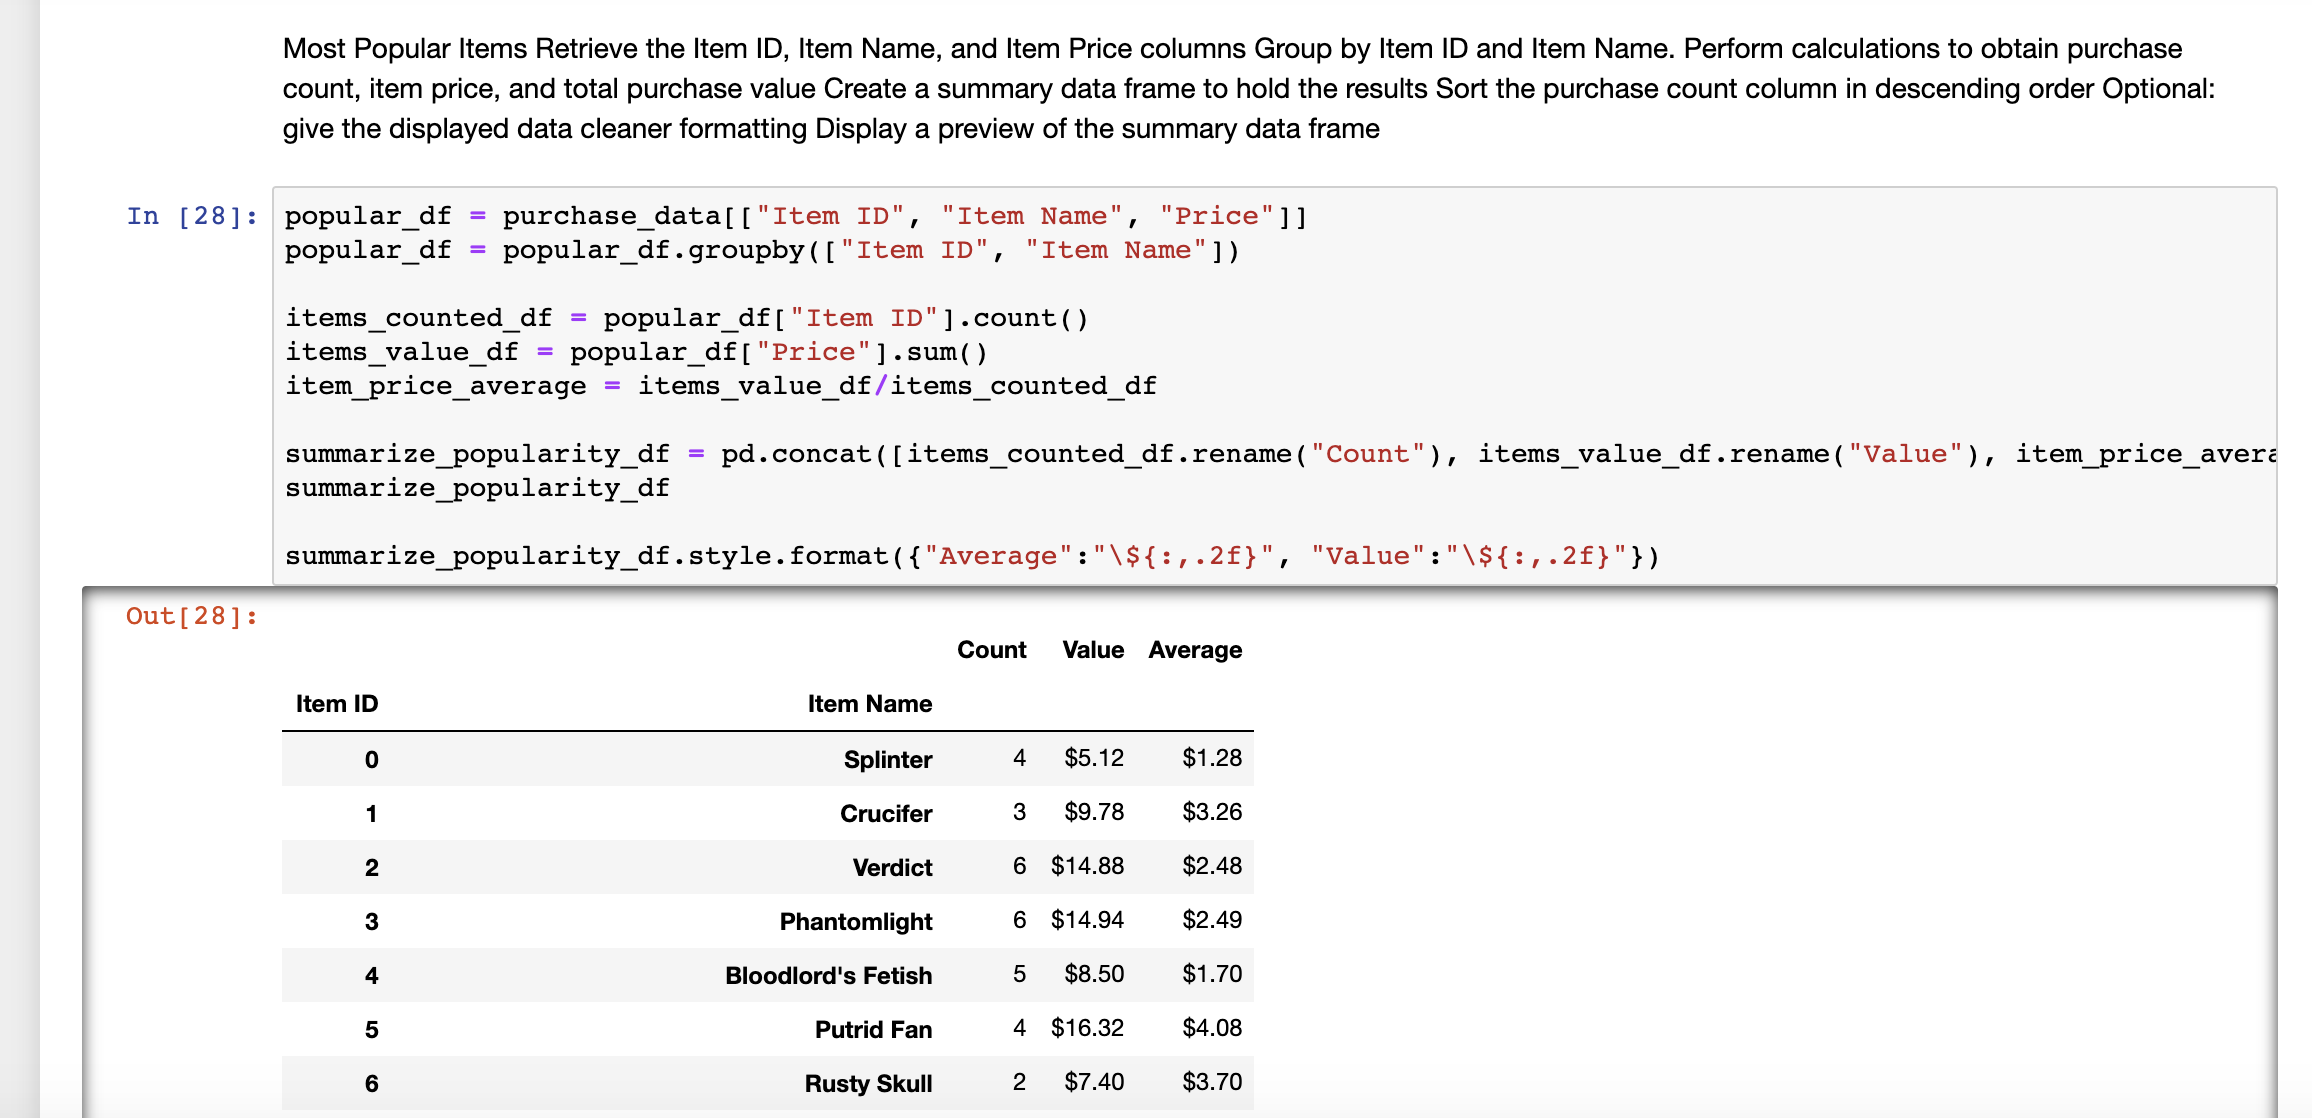 Most Popular Items Retrieve the Item ID, Item Name, and Item Price columns Group by Item ID and Item Name. Perform calculations to obtain purchase
count, item price, and total purchase value Create a summary data frame to hold the results Sort the purchase count column in descending order Optional:
give the displayed data cleaner formatting Display a preview of the summary data frame
In [28]: popular_df = purchase_data[["Item ID", "Item Name", "Price"]]
popular_df = popular_df.groupby(["Item ID", "Item Name"])
items_counted_df = popular_df["Item ID"].count()
items_value_df = popular_df["Price"].sum()
item_price_average = items_value_df/items_counted_df
summarize_popularity_df = pd.concat([items_counted_df.rename("Count"), items_value_df.rename("Value"), item_price_avera
summarize_popularity_df
summarize_popularity_df.style.format({"Average":"\${:,.2f}", "Value":"\${:,.2f}"})
Out[28]:
Count Value Average
Item ID Item Name
0 Splinter 4 $5.12 $1.28
1 Crucifer 3 $9.78 $3.26
2 Verdict 6 $14.88 $2.48
3 Phantomlight 6 $14.94 $2.49
4 Bloodlord's Fetish 5 $8.50 $1.70
5 Putrid Fan 4 $16.32 $4.08
6 Rusty Skull 2 $7.40 $3.70